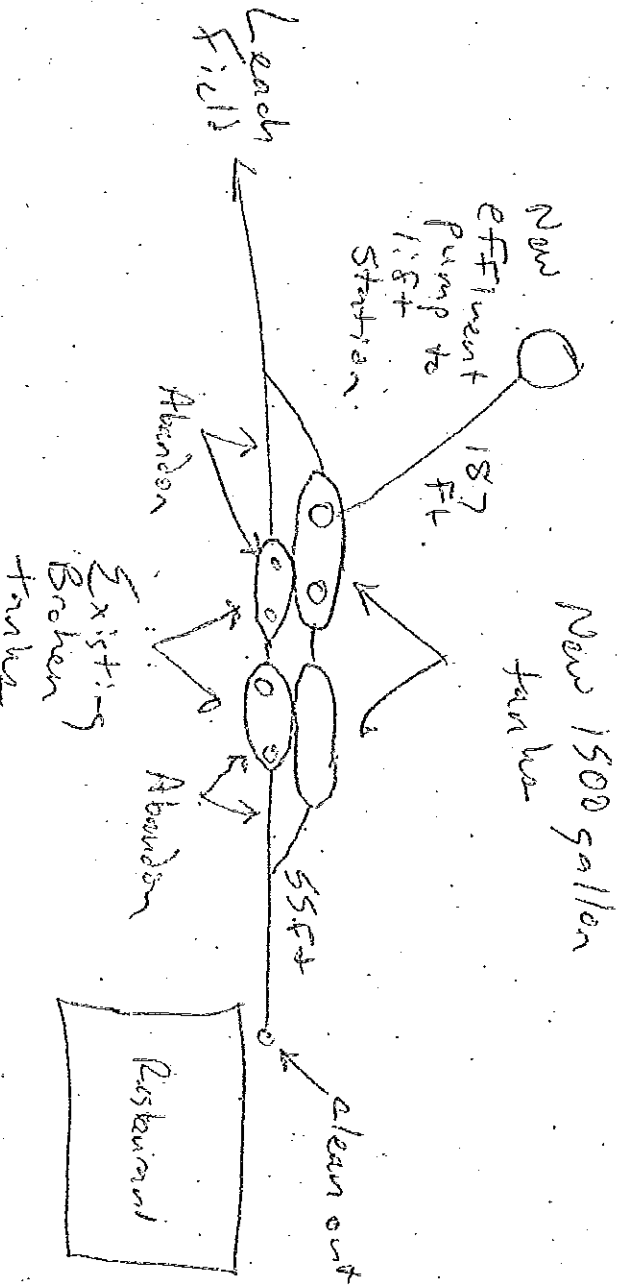 Leach
Field
New
effluent
pump to
lift
Station.
187
Ft.
New 1500 gallon
tanks
Abandon
Existing
Broken
tanks
Abandon
55 Ft
clean out
Restaurant